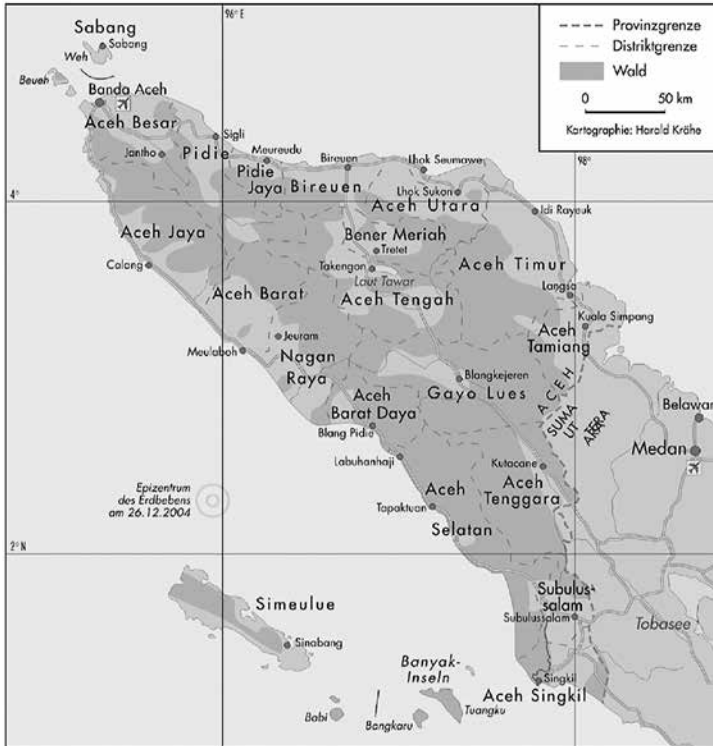 96° E
Sabang
Sabang
Weh
Beueh
Banda Aceh
Aceh Besar
Jantho
Sigli
Pidie
Meureudu
Pidie
Jaya
Bireuen
Bireuen
Lhok Seumawe
Lhok Sukon
Aceh Utara
Idi Rayeuk
Provinzgrenze
Distriktgrenze
Wald
0 50 km
Kartographie: Harald Krähe
98°
4°
Aceh Jaya
Calang
Bener Meriah
Tretet
Takengon
Laut Tawar
Aceh Timur
Langsa
Aceh Barat
Aceh Tengah
Kuala Simpang
Aceh
Tamiang
Meulaboh
Jeuram
Nagan
Raya
Blangkejeren
Gayo Lues
ACEH
SUMATERA
UTARA
Belawan
Medan
Aceh
Barat Daya
Blang Pidie
Labuhanhaji
Kutacane
Aceh
Tenggara
Epizentrum
des Erdbebens
am 26.12.2004
Aceh
Selatan
Tapaktuan
2° N
Simeulue
Sinabang
Subulus-
salam
Subulussalam
Tobasee
Banyak-
Inseln
Singkil
Aceh Singkil
Babi
Bangkaru
Tuangku